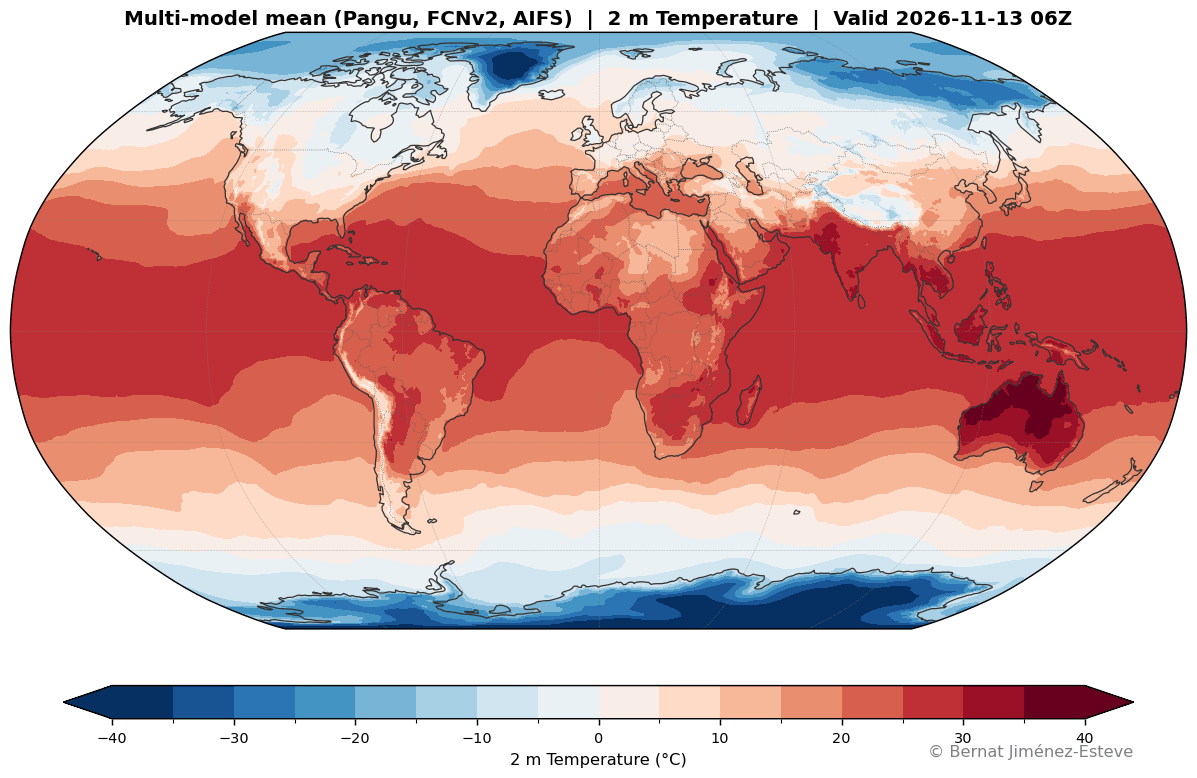 Multi-model mean (Pangu, FCNv2, AIFS) | 2 m Temperature | Valid 2026-11-13 06Z
−40 −30 −20 −10 0 10 20 30 40
2 m Temperature (°C)
© Bernat Jiménez-Esteve